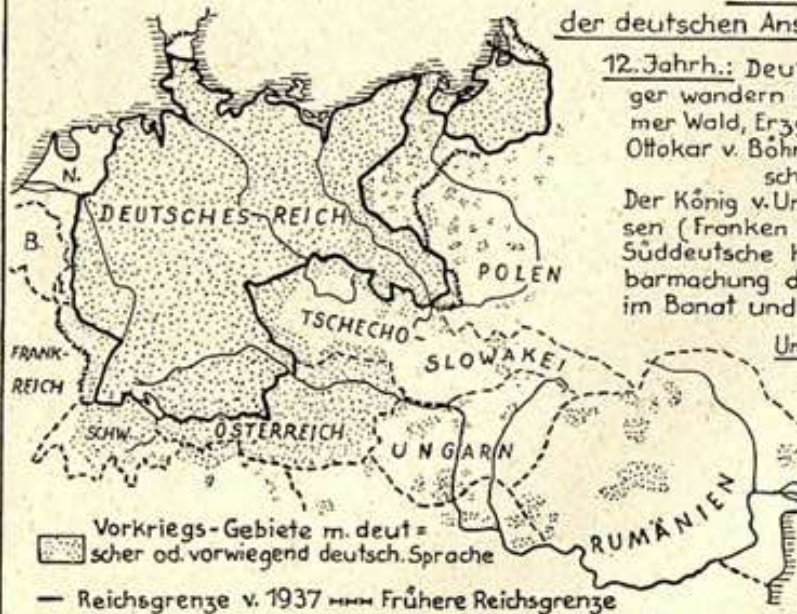 der deutschen Ans
12. Jahrh.: Deu
ger wandern
mer Wald, Erzg
Ottokar v. Böhm
sch
Der König v. Un
sen (Franken
Süddeutsche K
barmachung d
im Banat und
Un
N.
DEUTSCHES-REICH
B.
POLEN
TSCHECHO-
SLOWAKEI
FRANK-
REICH
SCHW.
ÖSTERREICH
UNGARN
RUMÄNIEN
Vorkriegs-Gebiete m. deut=
scher od. vorwiegend deutsch. Sprache
Reichsgrenze v. 1937 Frühere Reichsgrenze